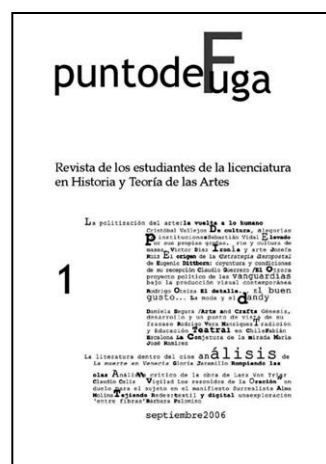 puntodeFuga
Revista de los estudiantes de la licenciatura
en Historia y Teoría de las Artes
1
La politización del arte: la vuelta a lo humano
Cristóbal Vallejos De cultura, alegorías
e instituciones Sebastián Vidal Elevado
por sus propias gordas, río y cultura de
masas, Víctor Díaz Ironía y arte Josefa
Ruiz El origen de la estrategia Escoportal
de Eugenio Dittborn: coyuntura y condiciones
de su recepción Claudio Guerrero /El
proyecto político de las vanguardias
bajo la producción visual contemporánea
Rodrigo El detalle... el buen
gusto... La moda y el dandy
Daniela Segura /Arts and Crafts Génesis,
desarrollo y un punto de vista de su
fracaso Rodrigo Vera Manríquez Tradición
y Educación Teatral en Chile Fabián
Escalona La Conjetura de la mirada María
José Ramírez
La literatura dentro del cine análisis de
La muerte en Venecia Gloria Jaramillo Rompiendo las
olas Análisis crítico de la obra de Lars Von Trier
Claudio Celis Vigilad los rescoldos de la Oración un
duelo para el sujeto en el manifiesto Surrealista Alma
Molina Tejiendo Redes: textil y digital una exploración
"entre fibras" Bárbara Palomino
septiembre2006